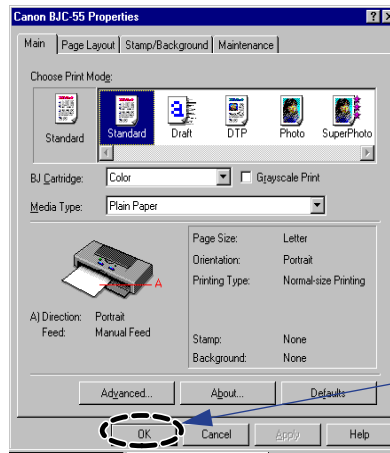 Canon BJC-55 Properties
Main Page Layout Stamp/Background Maintenance
Choose Print Mode:
Standard Standard Draft DTP Photo SuperPhoto
BJ Cartridge: Color Grayscale Print
Media Type: Plain Paper
Page Size: Letter
Orientation: Portrait
Printing Type: Normal-size Printing
A
A) Direction: Portrait
Feed: Manual Feed
Stamp: None
Background: None
Advanced... About... Defaults
OK Cancel Apply Help